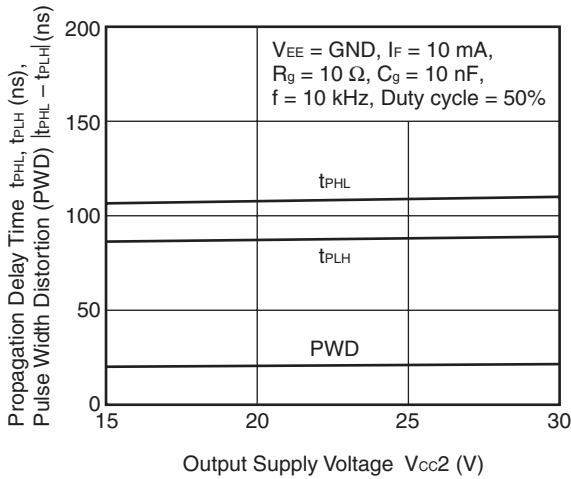 Propagation Delay Time tPHL, tPLH (ns),
Pulse Width Distortion (PWD) |tPHL – tPLH|(ns)
200
150
100
50
0
VEE = GND, IF = 10 mA,
Rg = 10 Ω, Cg = 10 nF,
f = 10 kHz, Duty cycle = 50%
tPHL
tPLH
PWD
15
20
25
30
Output Supply Voltage VCC2 (V)